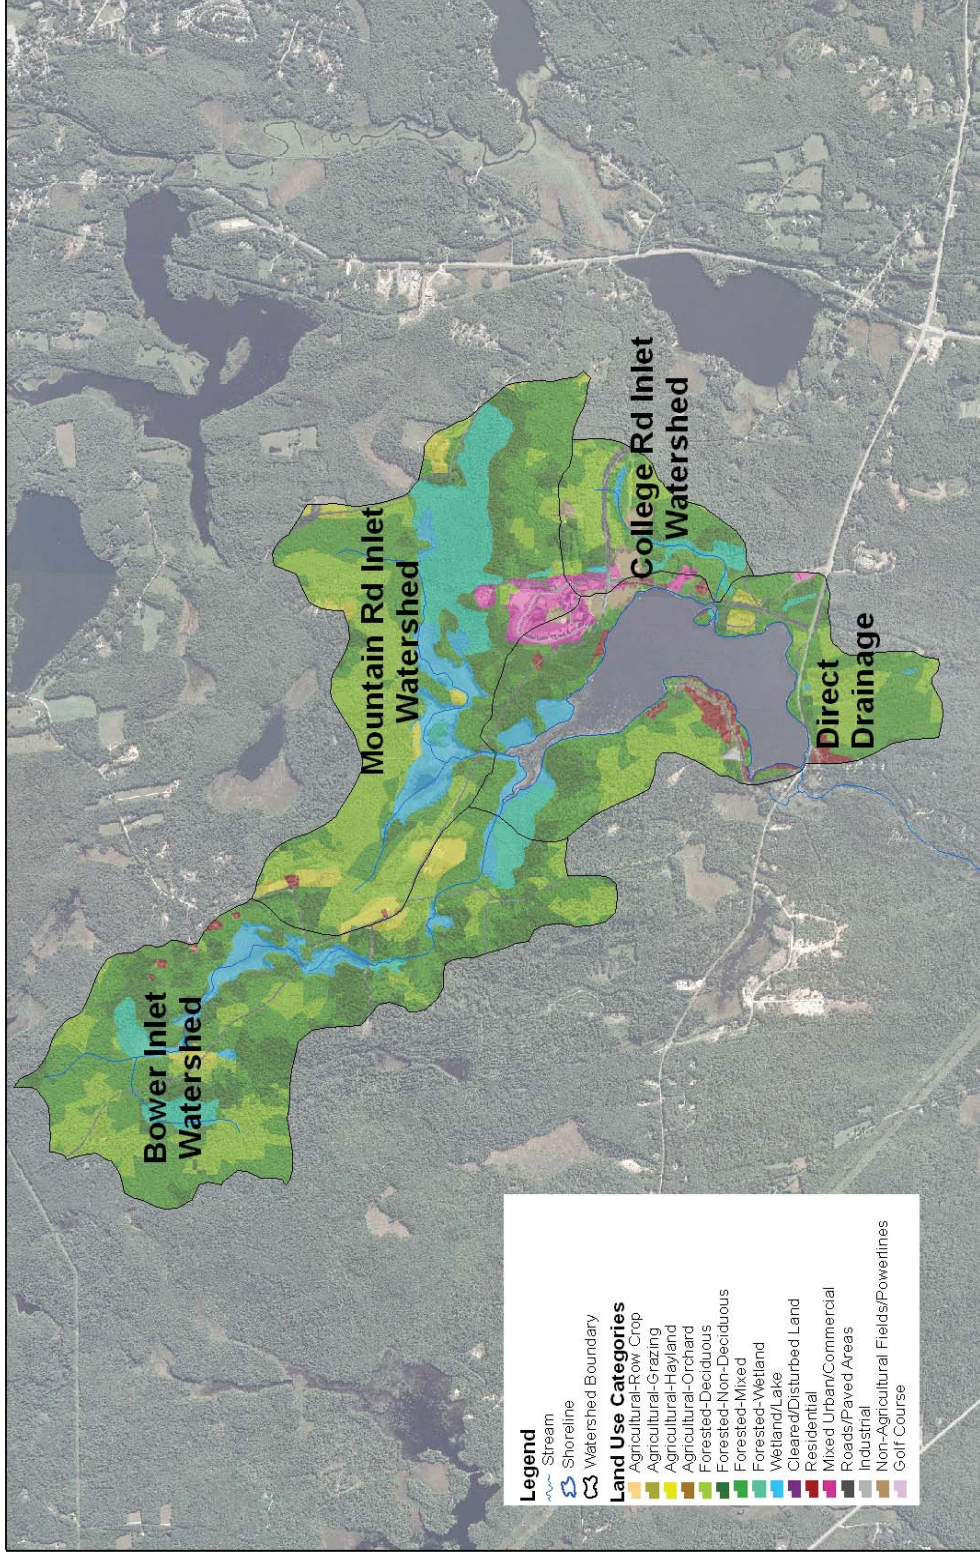 Bower Inlet
Watershed
Mountain Rd Inlet
Watershed
College Rd Inlet
Watershed
Direct
Drainage
Legend
Stream
Shoreline
Watershed Boundary
Land Use Categories
Agricultural-Row Crop
Agricultural-Grazing
Agricultural-Hayland
Agricultural-Orchard
Forested-Deciduous
Forested-Non-Deciduous
Forested-Mixed
Forested-Wetland
Wetland/Lake
Cleared/Disturbed Land
Residential
Mixed Urban/Commercial
Roads/Paved Areas
Industrial
Non-Agricultural Fields/Powerlines
Golf Course